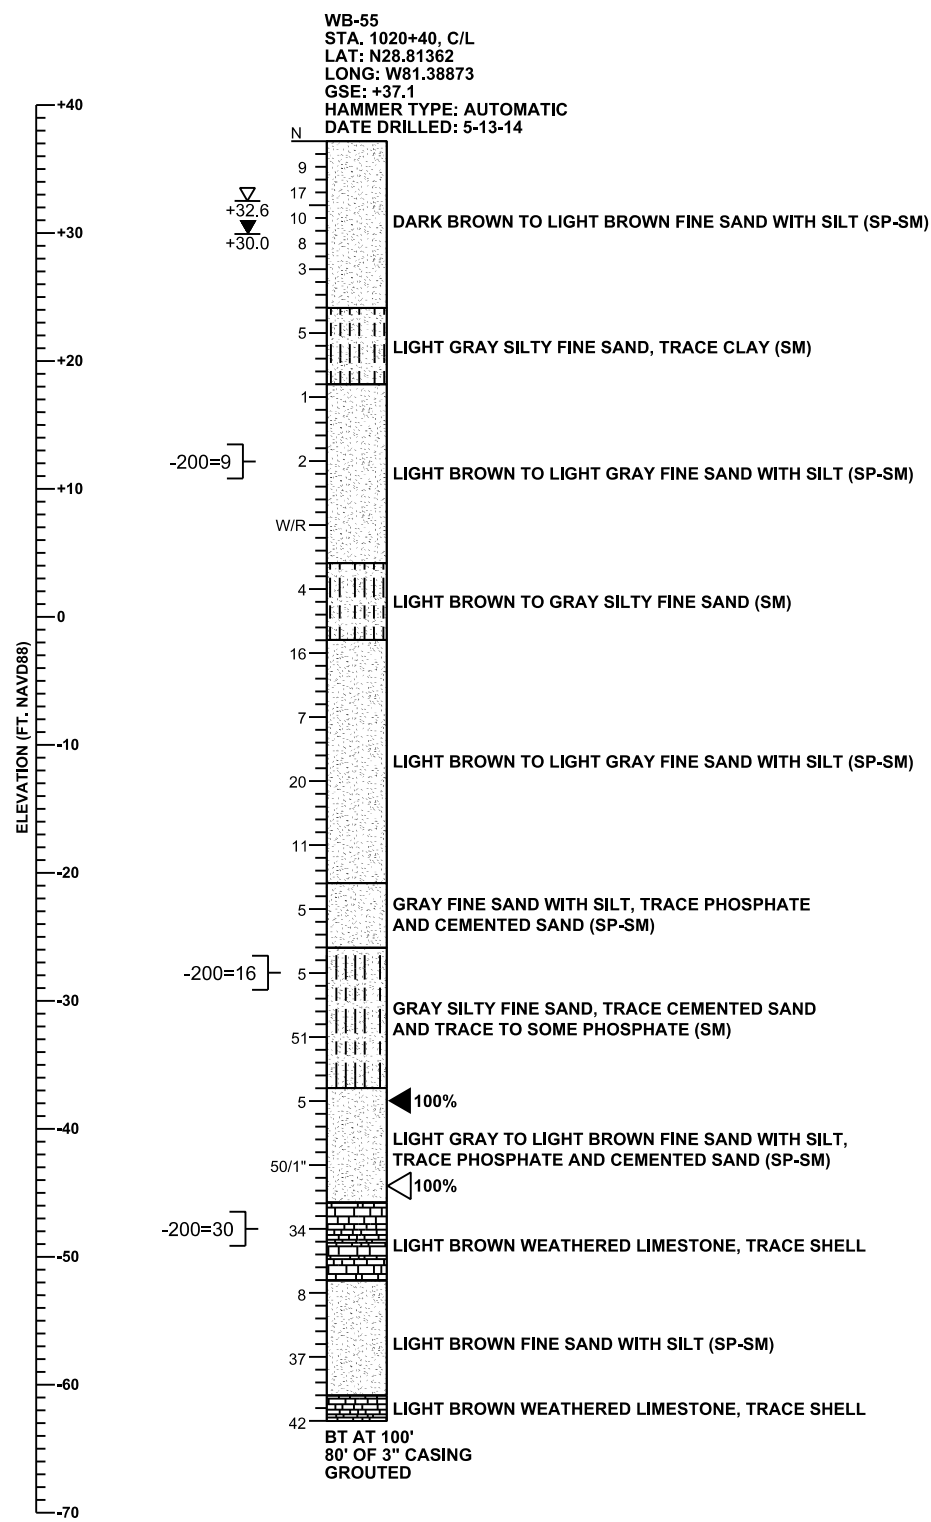 WB-55
STA. 1020+40, C/L
LAT: N28.81362
LONG: W81.38873
GSE: +37.1
HAMMER TYPE: AUTOMATIC
DATE DRILLED: 5-13-14
+40
N
9
17
+32.6
10
DARK BROWN TO LIGHT BROWN FINE SAND WITH SILT (SP-SM)
+30
+30.0
8
3
5
LIGHT GRAY SILTY FINE SAND, TRACE CLAY (SM)
+20
1
-200=9
2
LIGHT BROWN TO LIGHT GRAY FINE SAND WITH SILT (SP-SM)
+10
W/R
4
LIGHT BROWN TO GRAY SILTY FINE SAND (SM)
0
16
ELEVATION (FT. NAVD88)
7
-10
LIGHT BROWN TO LIGHT GRAY FINE SAND WITH SILT (SP-SM)
20
11
-20
5
GRAY FINE SAND WITH SILT, TRACE PHOSPHATE
AND CEMENTED SAND (SP-SM)
-200=16
5
-30
GRAY SILTY FINE SAND, TRACE CEMENTED SAND
AND TRACE TO SOME PHOSPHATE (SM)
51
5
100%
-40
LIGHT GRAY TO LIGHT BROWN FINE SAND WITH SILT,
TRACE PHOSPHATE AND CEMENTED SAND (SP-SM)
50/1"
100%
-200=30
34
LIGHT BROWN WEATHERED LIMESTONE, TRACE SHELL
-50
8
LIGHT BROWN FINE SAND WITH SILT (SP-SM)
37
-60
LIGHT BROWN WEATHERED LIMESTONE, TRACE SHELL
42
BT AT 100'
80' OF 3" CASING
GROUTED
-70